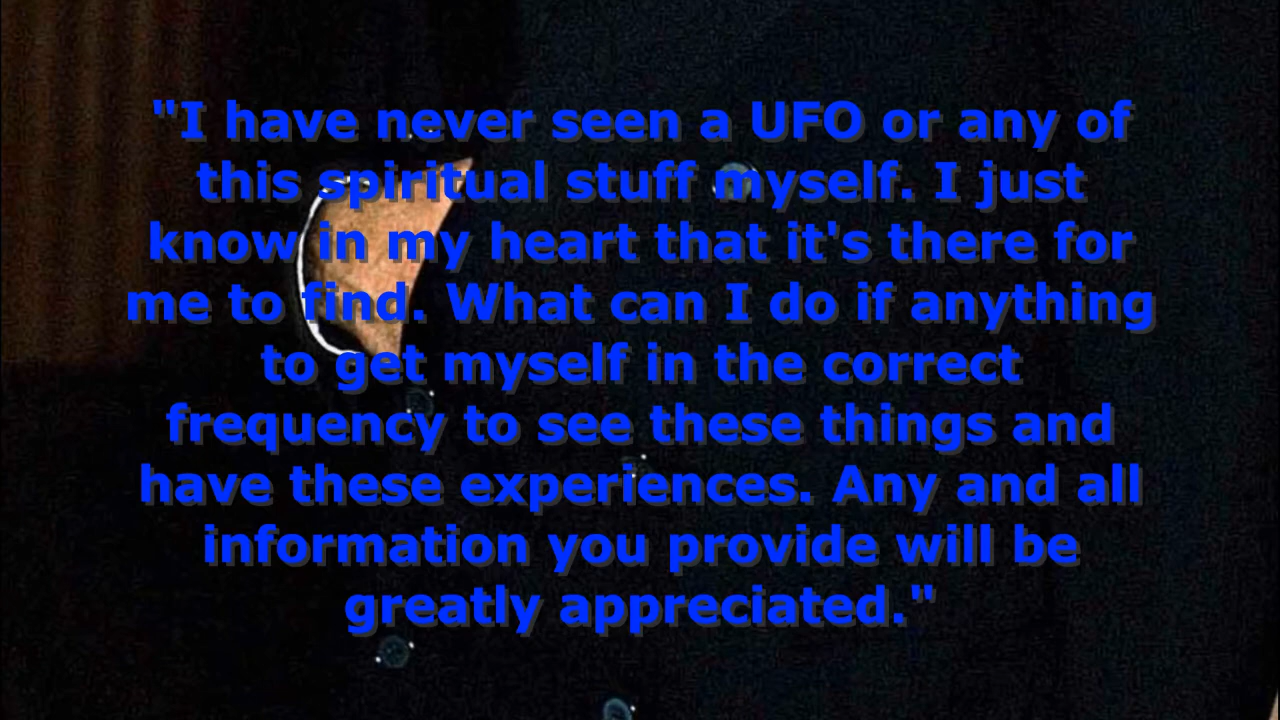 "I have never seen a UFO or any of
this spiritual stuff myself. I just
know in my heart that it's there for
me to find. What can I do if anything
to get myself in the correct
frequency to see these things and
have these experiences. Any and all
information you provide will be
greatly appreciated."